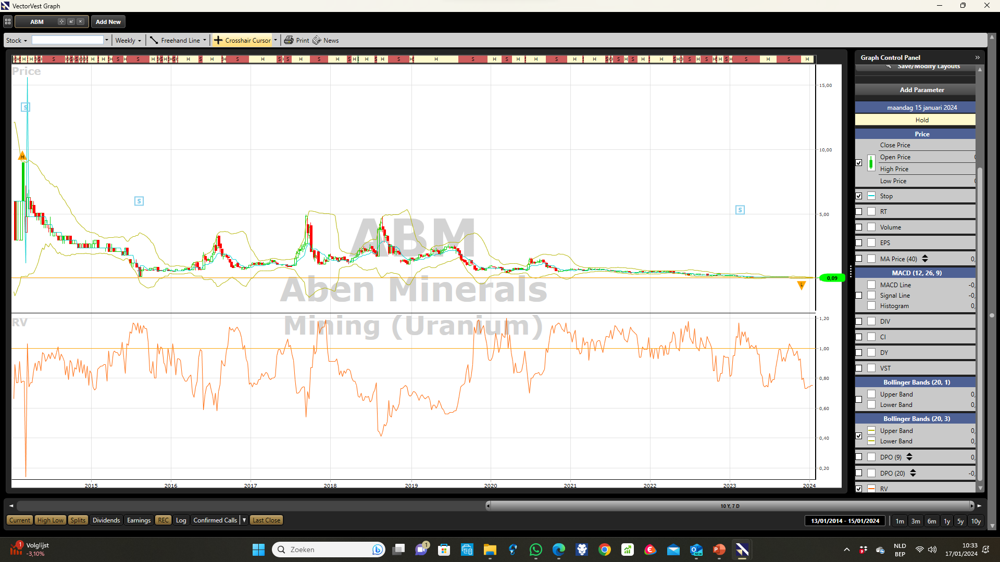 VectorVest Graph
ABM
Add New
Stock
Weekly
Freehand Line
Crosshair Cursor
Print
News
Price
S
S
S
H
L
15,00
10,00
5,00
0,09
ABM
Aben Minerals
Mining (Uranium)
RV
1,20
1,00
0,80
0,60
0,40
0,20
2015 2016 2017 2018 2019 2020 2021 2022 2023 2024
Graph Control Panel
Save/Modify Layouts
Add Parameter
maandag 15 januari 2024
Hold
Price
Close Price
Open Price
High Price
Low Price
Stop
RT
Volume
EPS
MA Price (40) 0,
MACD (12, 26, 9)
MACD Line -0,
Signal Line -0,
Histogram 0,
DIV
CI
DY
VST
Bollinger Bands (20, 1)
Upper Band 0,
Lower Band 0,
Bollinger Bands (20, 3)
Upper Band 0,
Lower Band 0,
DPO (9) 0,
DPO (20) -0,
RV
10 Y, 7 D
Current
High Low
Splits
Dividends
Earnings
REC
Log
Confirmed Calls
Last Close
13/01/2014 - 15/01/2024
1m 3m 6m 1y 5y 10y
1
Volglijst
-3,10%
Zoeken
1
NEW
NLD
BEP
10:33
17/01/2024